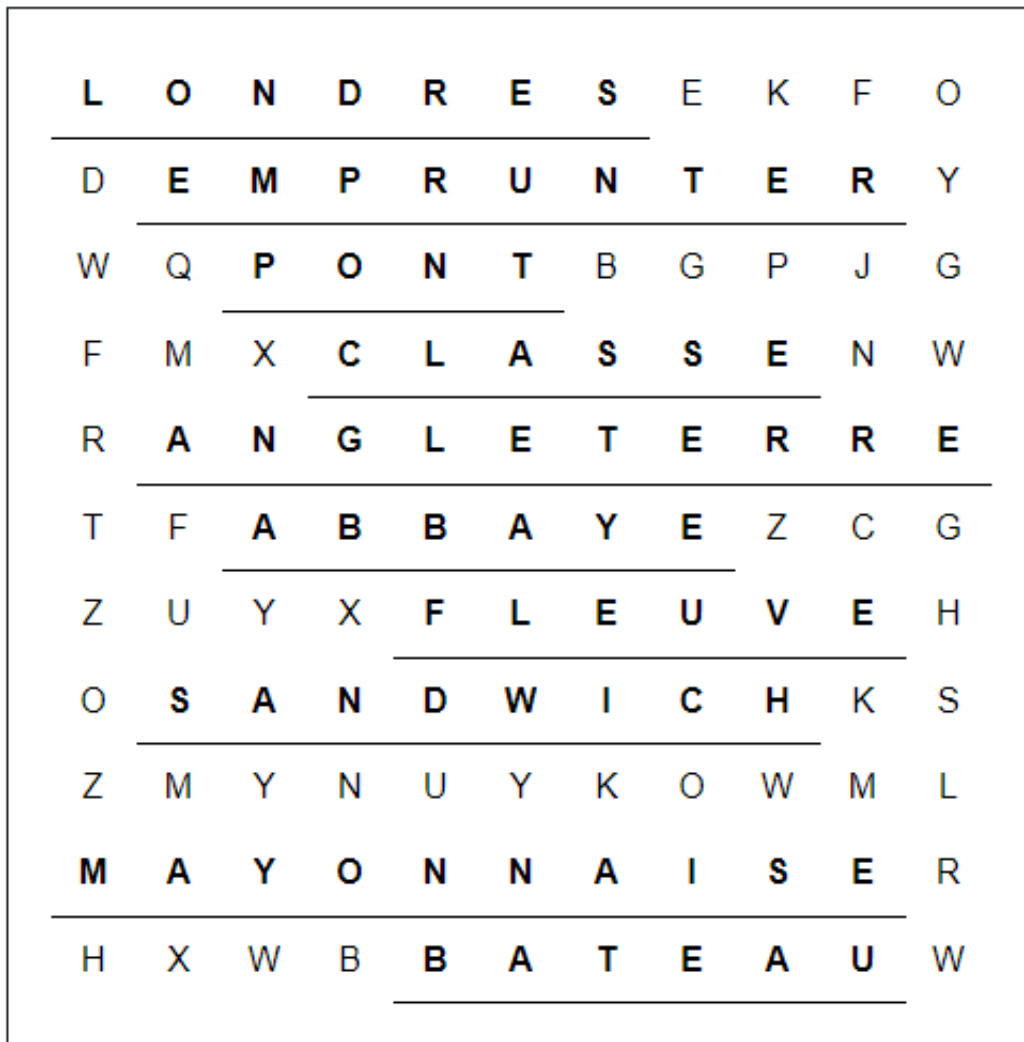 L O N D R E S E K F O
D E M P R U N T E R Y
W Q P O N T B G P J G
F M X C L A S S E N W
R A N G L E T E R R E
T F A B B A Y E Z C G
Z U Y X F L E U V E H
O S A N D W I C H K S
Z M Y N U Y K O W M L
M A Y O N N A I S E R
H X W B B A T E A U W